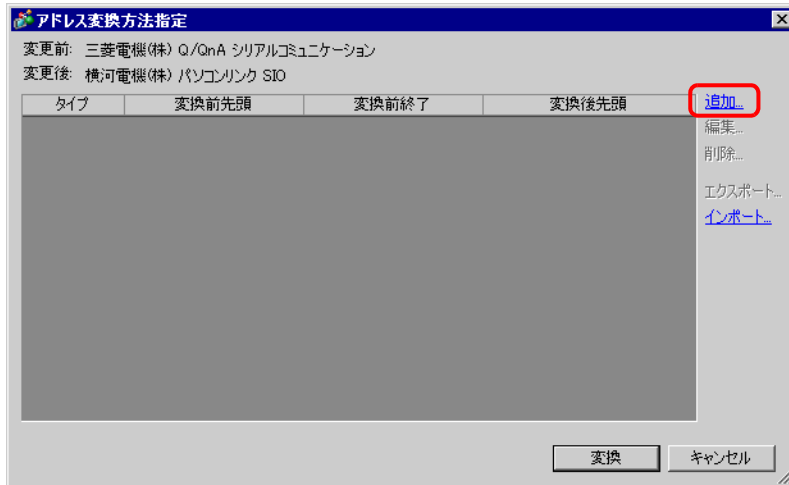 アドレス変換方法指定
変更前: 三菱電機(株) Q/QnA シリアルコミュニケーション
変更後: 横河電機(株) パソコンリンク SIO
タイプ 変換前先頭 変換前終了 変換後先頭
追加...
編集...
削除...
エクスポート...
インポート...
変換 キャンセル